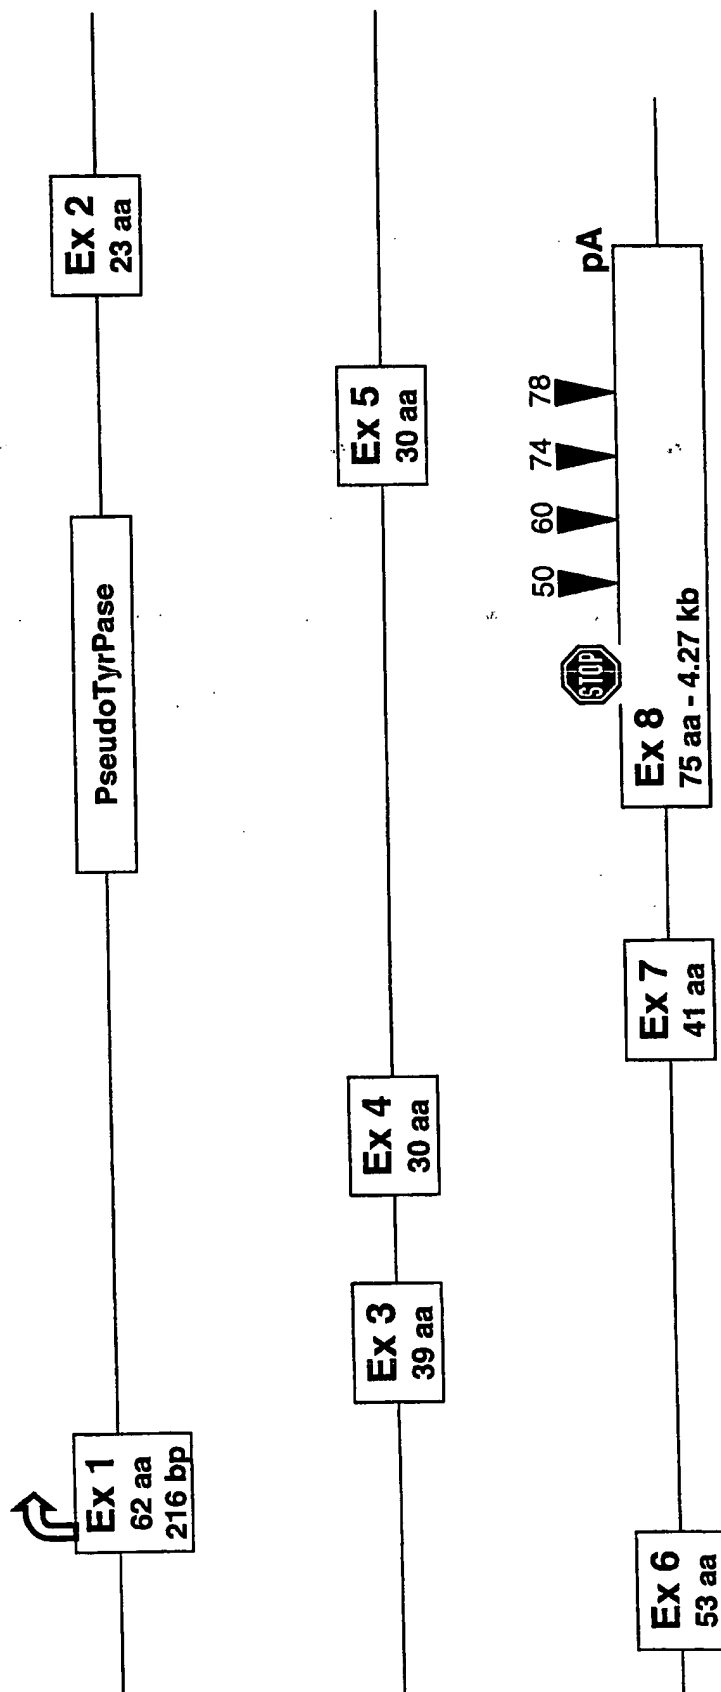 Ex 1
62 aa
216 bp
PseudoTyrPase
Ex 2
23 aa
Ex 3
39 aa
Ex 4
30 aa
Ex 5
30 aa
Ex 6
53 aa
Ex 7
41 aa
Ex 8
75 aa - 4.27 kb
STOP
50
60
74
78
pA